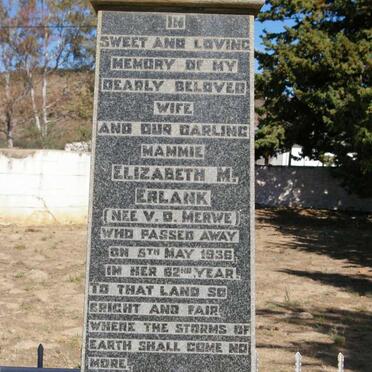 IN
SWEET AND LOVING
MEMORY OF MY
DEARLY BELOVED
WIFE
AND OUR DARLING
MAMMIE
ELIZABETH M.
ERLANK
(NEE V. D. MERWE)
WHO PASSED AWAY
ON 5TH MAY 1936
IN HER 62ND YEAR.
TO THAT LAND SO
BRIGHT AND FAIR
WHERE THE STORMS OF
EARTH SHALL COME NO
MORE.